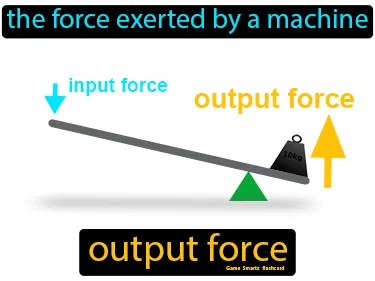 the force exerted by a machine
input force
output force
10kg
output force
Game Smartz flashcard